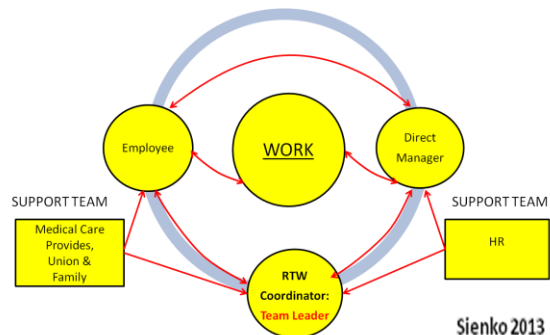 Employee
WORK
Direct
Manager
SUPPORT TEAM
Medical Care
Provides,
Union &
Family
SUPPORT TEAM
HR
RTW
Coordinator:
Team Leader
Sienko 2013